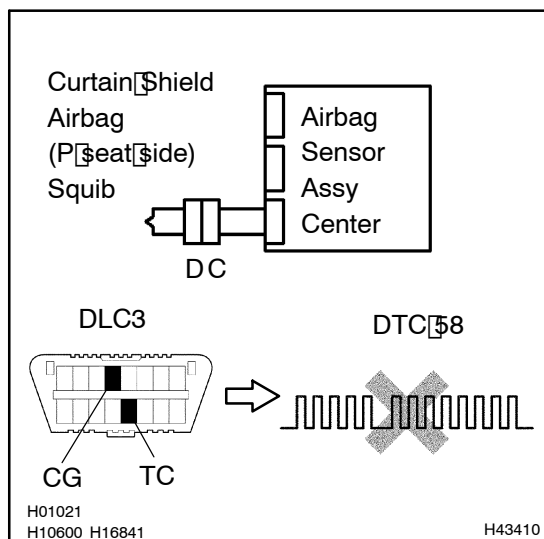 Curtain Shield
Airbag
(P seat side)
Squib
Airbag
Sensor
Assy
Center
D C
DLC3
DTC 58
CG
TC
H01021
H10600 H16841
H43410